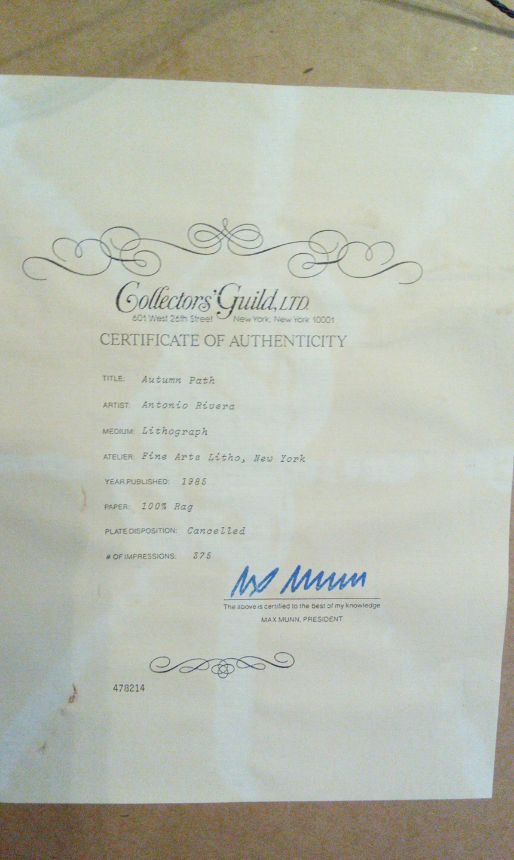 Collectors' Guild, LTD.
601 West 26th Street New York, New York 10001
CERTIFICATE OF AUTHENTICITY
TITLE: Autumn Path
ARTIST: Antonio Rivera
MEDIUM: Lithograph
ATELIER: Fine Arts Litho, New York
YEAR PUBLISHED: 1985
PAPER: 100% Rag
PLATE DISPOSITION: Cancelled
# OF IMPRESSIONS: 375
Max Munn
The above is certified to the best of my knowledge
MAX MUNN, PRESIDENT
478214